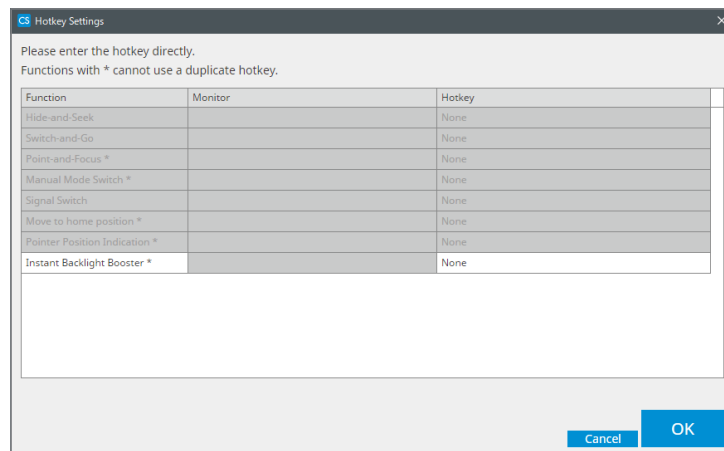 CS Hotkey Settings
Please enter the hotkey directly.
Functions with * cannot use a duplicate hotkey.
Function Monitor Hotkey
Hide-and-Seek None
Switch-and-Go None
Point-and-Focus * None
Manual Mode Switch * None
Signal Switch None
Move to home position * None
Pointer Position Indication * None
Instant Backlight Booster * None
Cancel OK